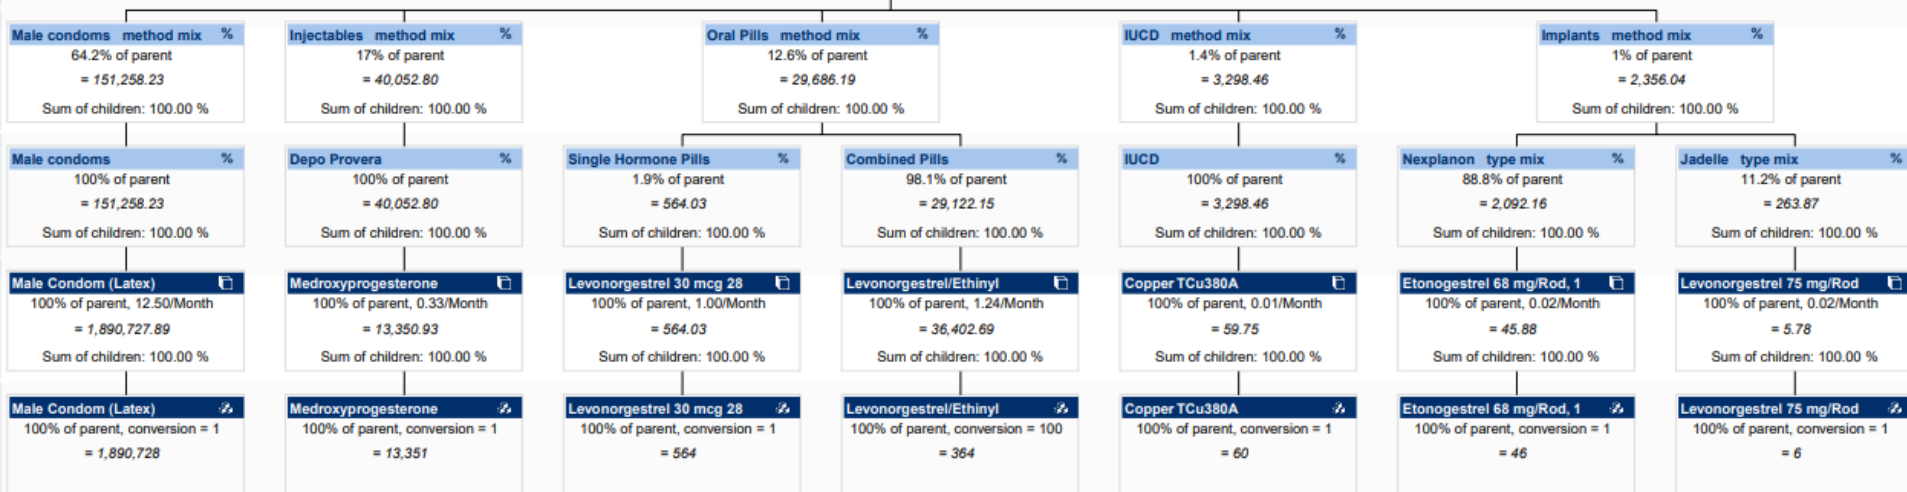 Male condoms method mix %
64.2% of parent
= 151,258.23
Sum of children: 100.00 %
Injectables method mix %
17% of parent
= 40,052.80
Sum of children: 100.00 %
Oral Pills method mix %
12.6% of parent
= 29,686.19
Sum of children: 100.00 %
IUCD method mix %
1.4% of parent
= 3,298.46
Sum of children: 100.00 %
Implants method mix %
1% of parent
= 2,356.04
Sum of children: 100.00 %
Male condoms %
100% of parent
= 151,258.23
Sum of children: 100.00 %
Depo Provera %
100% of parent
= 40,052.80
Sum of children: 100.00 %
Single Hormone Pills %
1.9% of parent
= 564.03
Sum of children: 100.00 %
Combined Pills %
98.1% of parent
= 29,122.15
Sum of children: 100.00 %
IUCD %
100% of parent
= 3,298.46
Sum of children: 100.00 %
Nexplanon type mix %
88.8% of parent
= 2,092.16
Sum of children: 100.00 %
Jadelle type mix %
11.2% of parent
= 263.87
Sum of children: 100.00 %
Male Condom (Latex)
100% of parent, 12.50/Month
= 1,890,727.89
Sum of children: 100.00 %
Medroxyprogesterone
100% of parent, 0.33/Month
= 13,350.93
Sum of children: 100.00 %
Levonorgestrel 30 mcg 28
100% of parent, 1.00/Month
= 564.03
Sum of children: 100.00 %
Levonorgestrel/Ethinyl
100% of parent, 1.24/Month
= 36,402.69
Sum of children: 100.00 %
Copper TCu380A
100% of parent, 0.01/Month
= 59.75
Sum of children: 100.00 %
Etonogestrel 68 mg/Rod, 1
100% of parent, 0.02/Month
= 45.88
Sum of children: 100.00 %
Levonorgestrel 75 mg/Rod
100% of parent, 0.02/Month
= 5.78
Sum of children: 100.00 %
Male Condom (Latex)
100% of parent, conversion = 1
= 1,890,728
Medroxyprogesterone
100% of parent, conversion = 1
= 13,351
Levonorgestrel 30 mcg 28
100% of parent, conversion = 1
= 564
Levonorgestrel/Ethinyl
100% of parent, conversion = 100
= 364
Copper TCu380A
100% of parent, conversion = 1
= 60
Etonogestrel 68 mg/Rod, 1
100% of parent, conversion = 1
= 46
Levonorgestrel 75 mg/Rod
100% of parent, conversion = 1
= 6